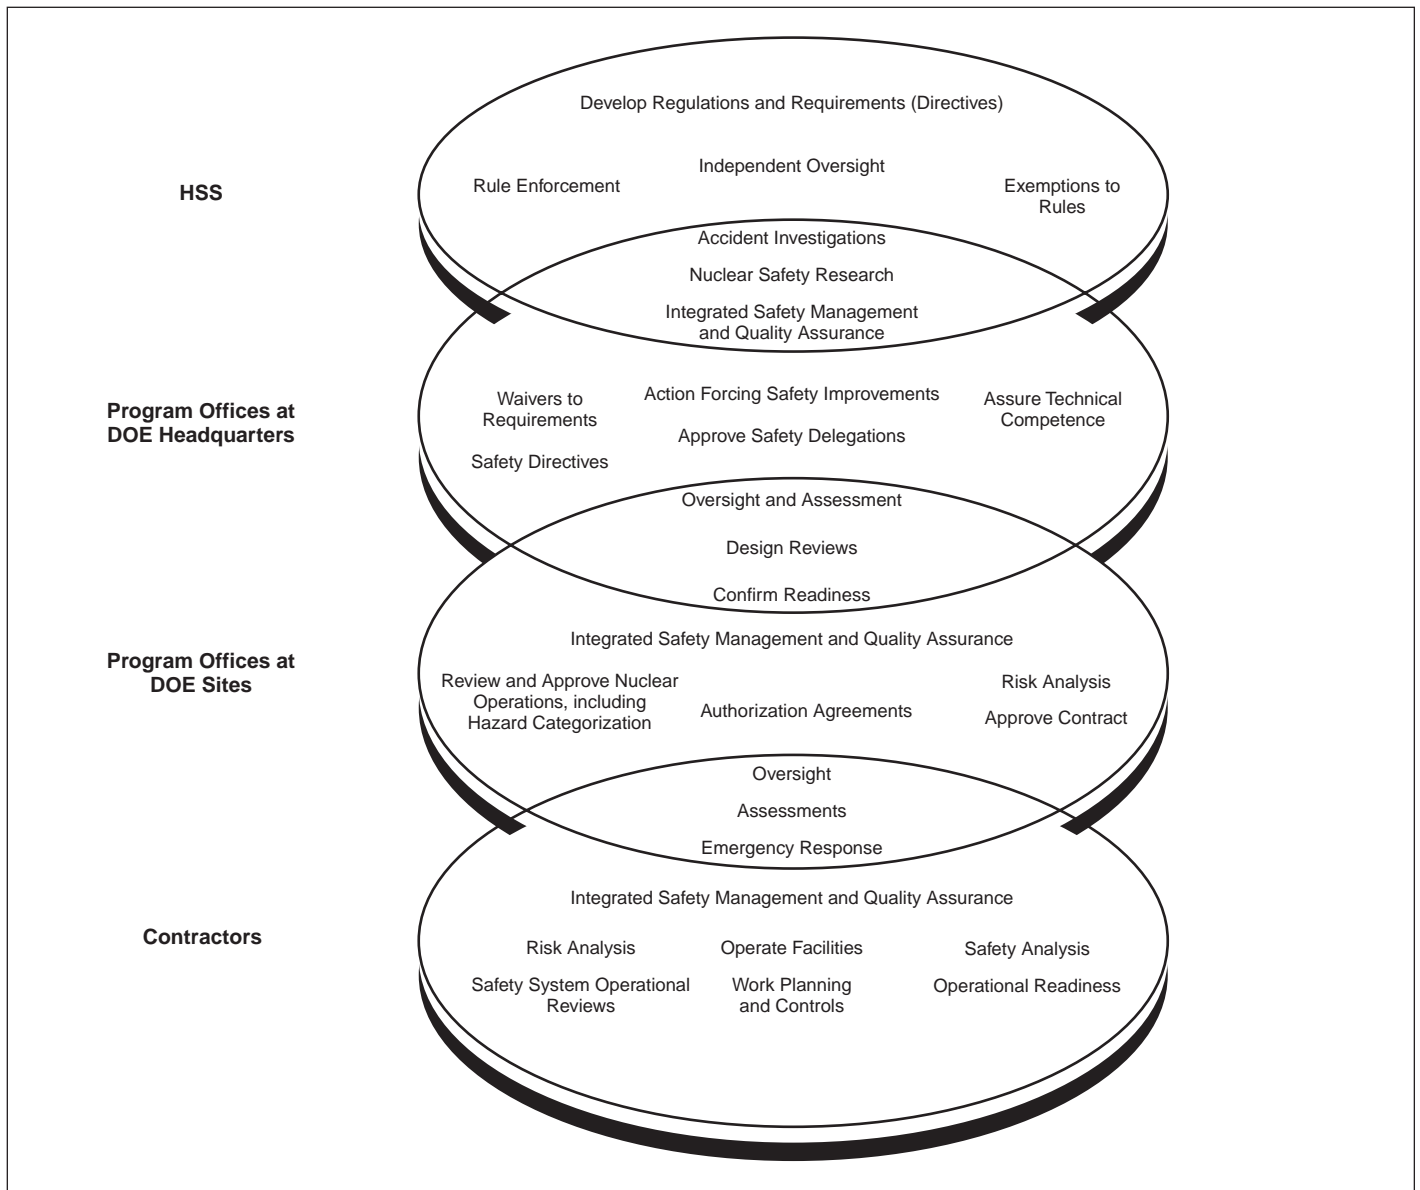 Develop Regulations and Requirements (Directives)
HSS
Rule Enforcement
Independent Oversight
Exemptions to
Rules
Accident Investigations
Nuclear Safety Research
Integrated Safety Management
and Quality Assurance
Program Offices at
DOE Headquarters
Waivers to
Requirements
Safety Directives
Action Forcing Safety Improvements
Approve Safety Delegations
Assure Technical
Competence
Oversight and Assessment
Design Reviews
Confirm Readiness
Program Offices at
DOE Sites
Integrated Safety Management and Quality Assurance
Review and Approve Nuclear
Operations, including
Hazard Categorization
Authorization Agreements
Risk Analysis
Approve Contract
Oversight
Assessments
Emergency Response
Contractors
Integrated Safety Management and Quality Assurance
Risk Analysis
Operate Facilities
Safety Analysis
Safety System Operational
Reviews
Work Planning
and Controls
Operational Readiness